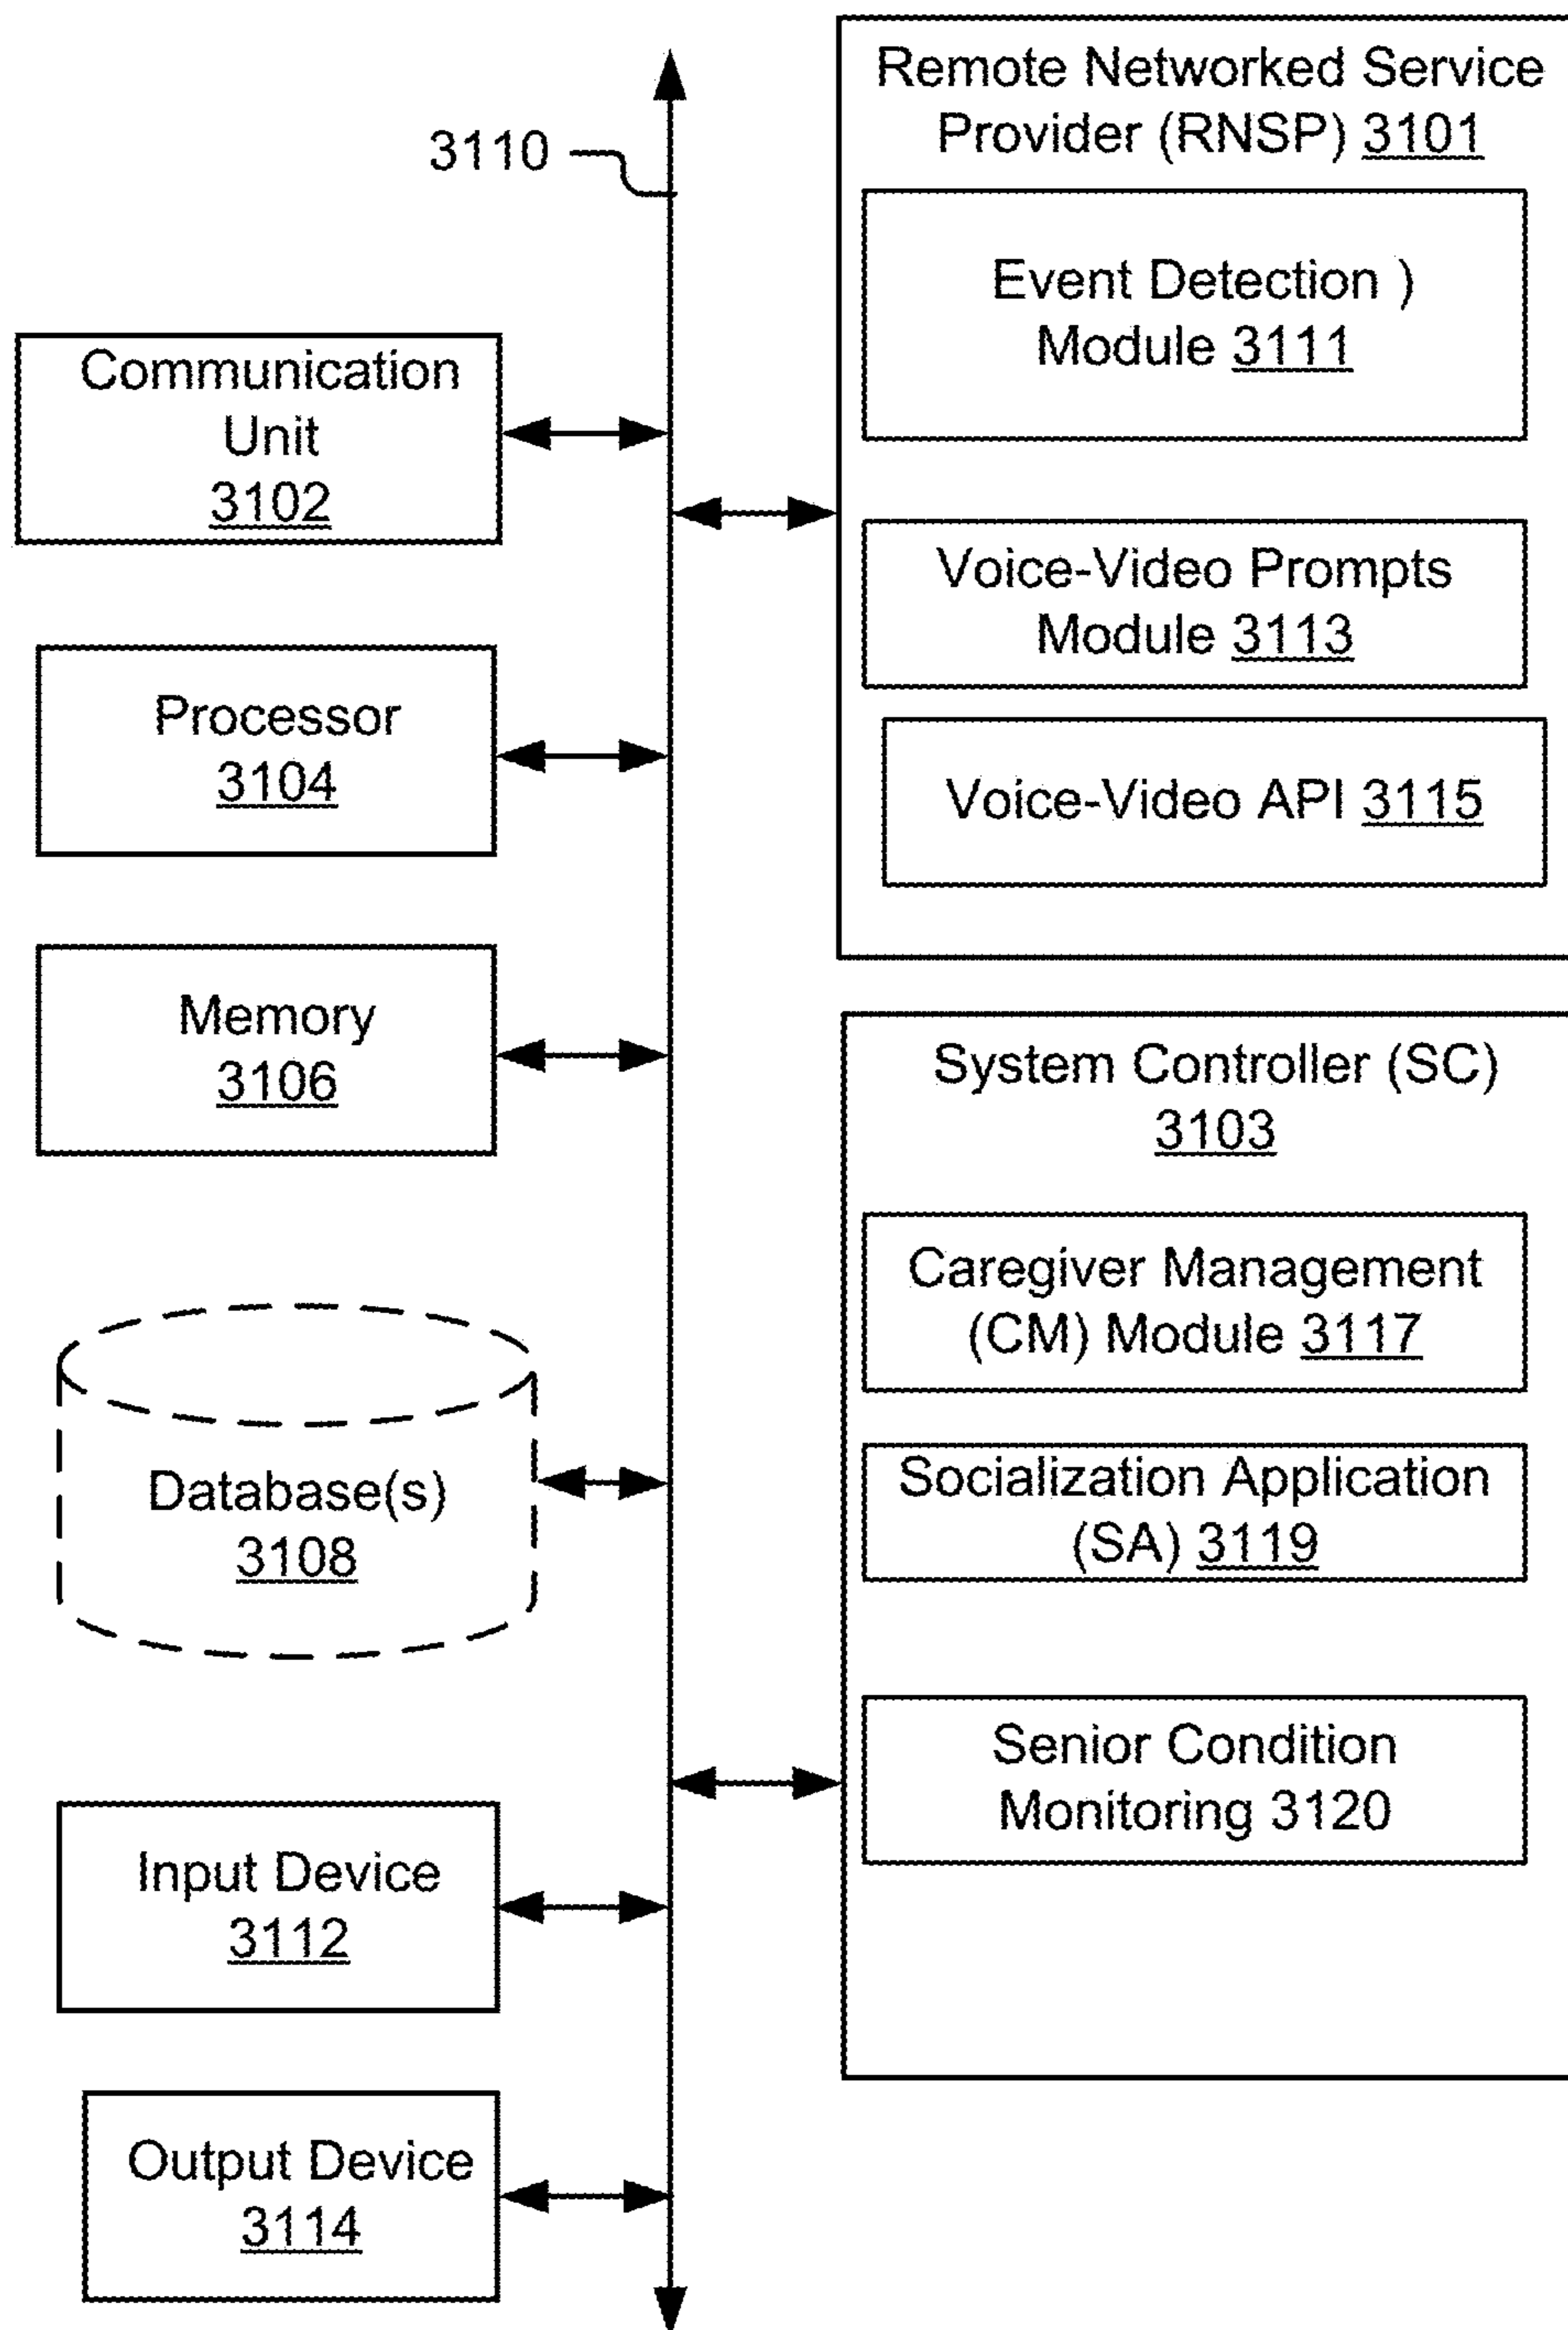 3110
Communication
Unit
3102
Processor
3104
Memory
3106
Database(s)
3108
Input Device
3112
Output Device
3114
Remote Networked Service
Provider (RNSP) 3101
Event Detection )
Module 3111
Voice-Video Prompts
Module 3113
Voice-Video API 3115
System Controller (SC)
3103
Caregiver Management
(CM) Module 3117
Socialization Application
(SA) 3119
Senior Condition
Monitoring 3120